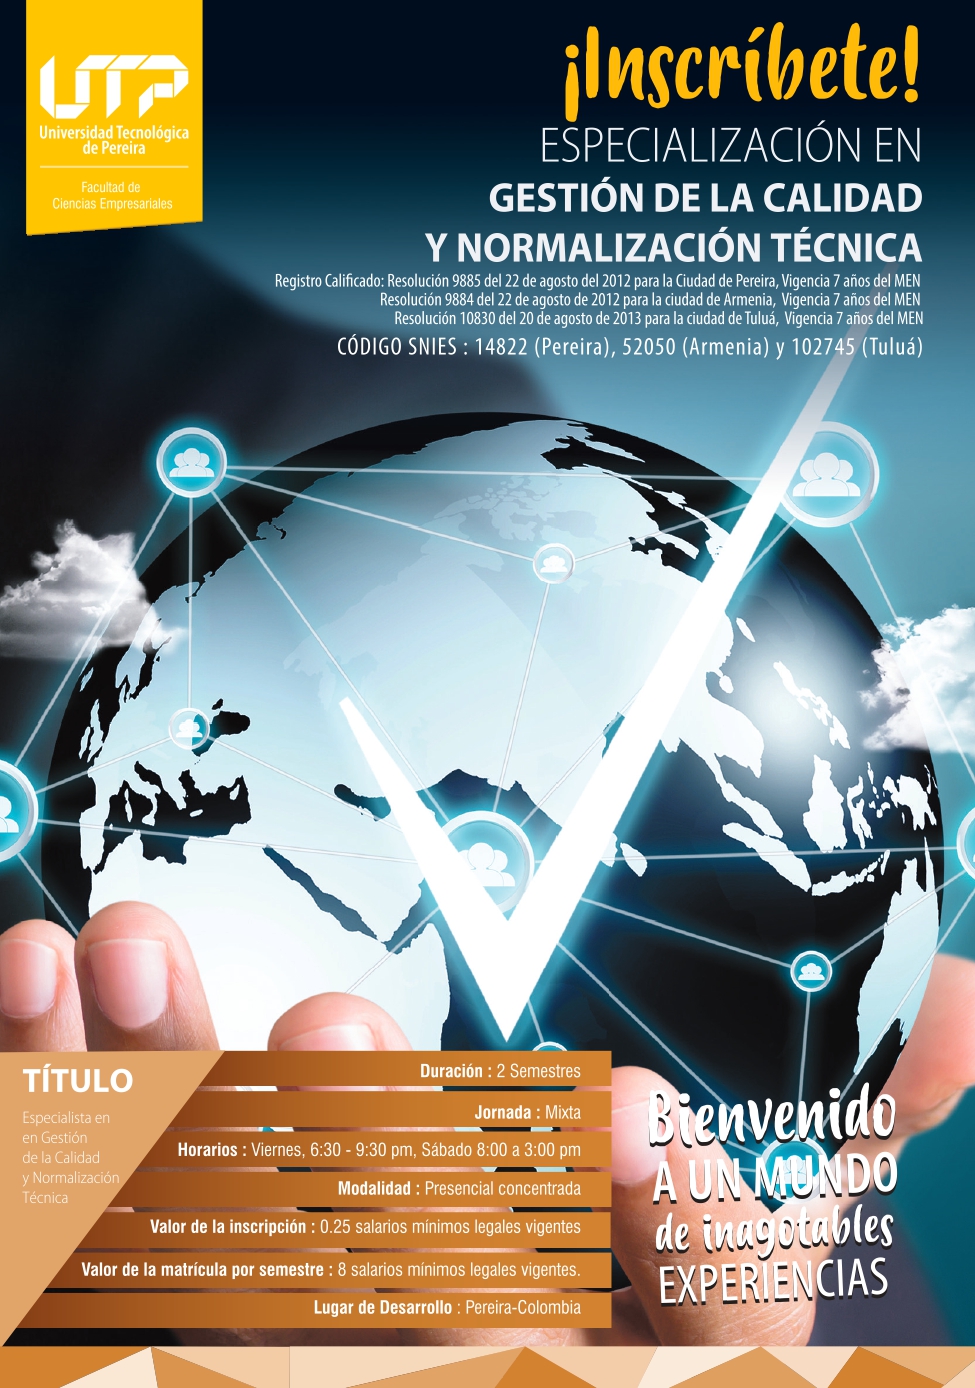 UTP
Universidad Tecnológica
de Pereira
Facultad de
Ciencias Empresariales
¡Inscríbete!
ESPECIALIZACIÓN EN
GESTIÓN DE LA CALIDAD
Y NORMALIZACIÓN TÉCNICA
Registro Calificado: Resolución 9885 del 22 de agosto del 2012 para la Ciudad de Pereira, Vigencia 7 años del MEN
Resolución 9884 del 22 de agosto de 2012 para la ciudad de Armenia, Vigencia 7 años del MEN
Resolución 10830 del 20 de agosto de 2013 para la ciudad de Tuluá, Vigencia 7 años del MEN
CÓDIGO SNIES : 14822 (Pereira), 52050 (Armenia) y 102745 (Tuluá)
TÍTULO
Especialista en
en Gestión
de la Calidad
y Normalización
Técnica
Duración : 2 Semestres
Jornada : Mixta
Horarios : Viernes, 6:30 - 9:30 pm, Sábado 8:00 a 3:00 pm
Modalidad : Presencial concentrada
Valor de la inscripción : 0.25 salarios mínimos legales vigentes
Valor de la matrícula por semestre : 8 salarios mínimos legales vigentes.
Lugar de Desarrollo : Pereira-Colombia
Bienvenido
A UN MUNDO
de inagotables
EXPERIENCIAS